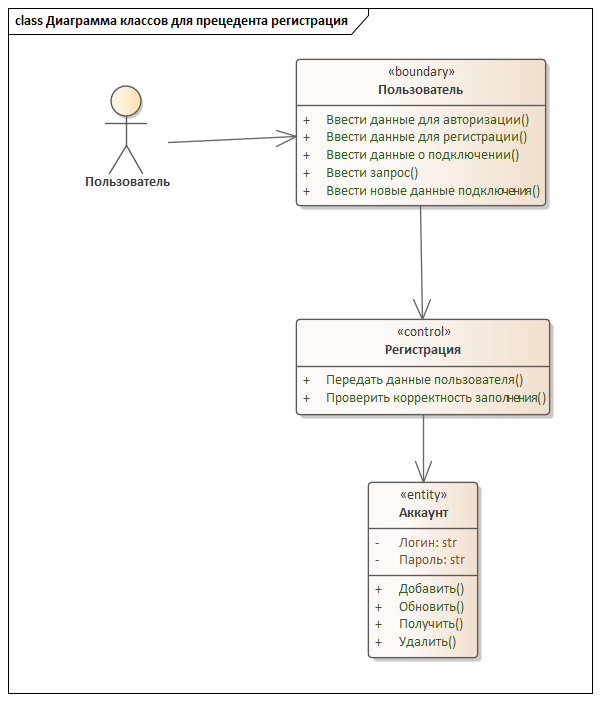 class Диаграмма классов для прецедента регистрация
Пользователь
«boundary»
Пользователь
+ Ввести данные для авторизации()
+ Ввести данные для регистрации()
+ Ввести данные о подключении()
+ Ввести запрос()
+ Ввести новые данные подключения()
«control»
Регистрация
+ Передать данные пользователя()
+ Проверить корректность заполнения()
«entity»
Аккаунт
- Логин: str
- Пароль: str
+ Добавить()
+ Обновить()
+ Получить()
+ Удалить()